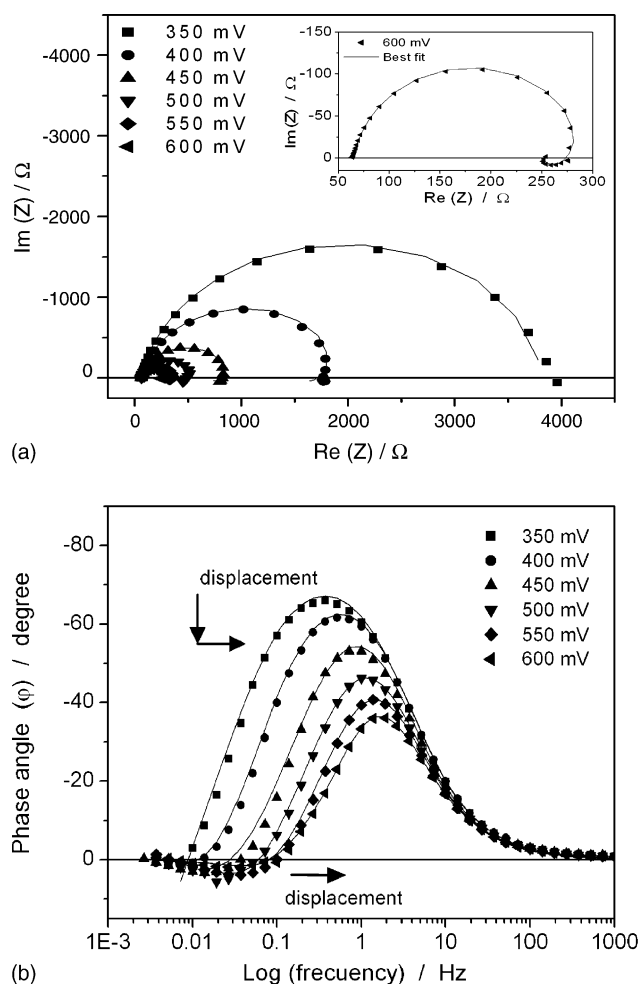 -4000
-3000
-2000
-1000
0
Im (Z) / Ω
350 mV
400 mV
450 mV
500 mV
550 mV
600 mV
-150
-100
-50
0
Im(Z) / Ω
600 mV
Best fit
50 100 150 200 250 300
Re (Z) / Ω
0 1000 2000 3000 4000
Re (Z) / Ω
(a)
-80
-60
-40
-20
0
Phase angle (φ) / degree
displacement
350 mV
400 mV
450 mV
500 mV
550 mV
600 mV
displacement
1E-3 0.01 0.1 1 10 100 1000
Log (frecuency) / Hz
(b)